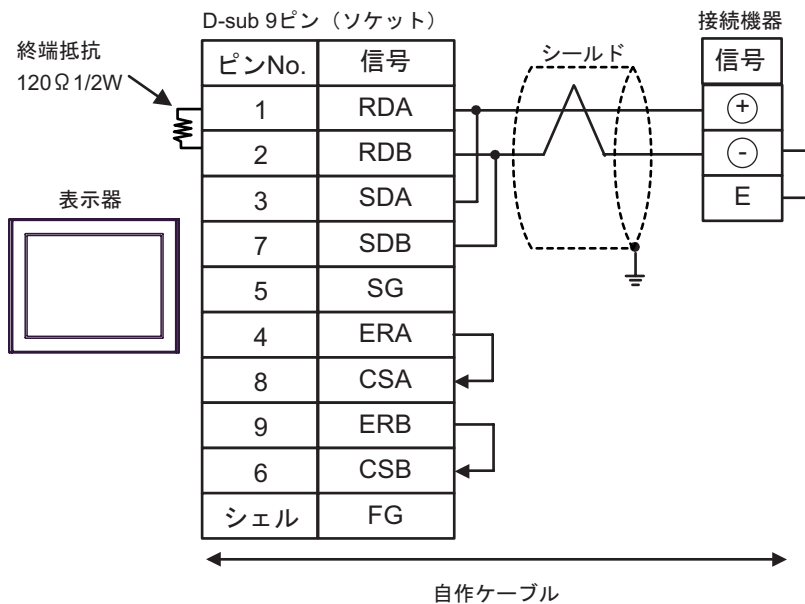 D-sub 9ピン（ソケット）
接続機器
終端抵抗
120Ω 1/2W
シールド
ピンNo. 信号
信号
1 RDA
+
2 RDB
-
3 SDA
E
表示器
7 SDB
5 SG
4 ERA
8 CSA
9 ERB
6 CSB
シェル FG
自作ケーブル